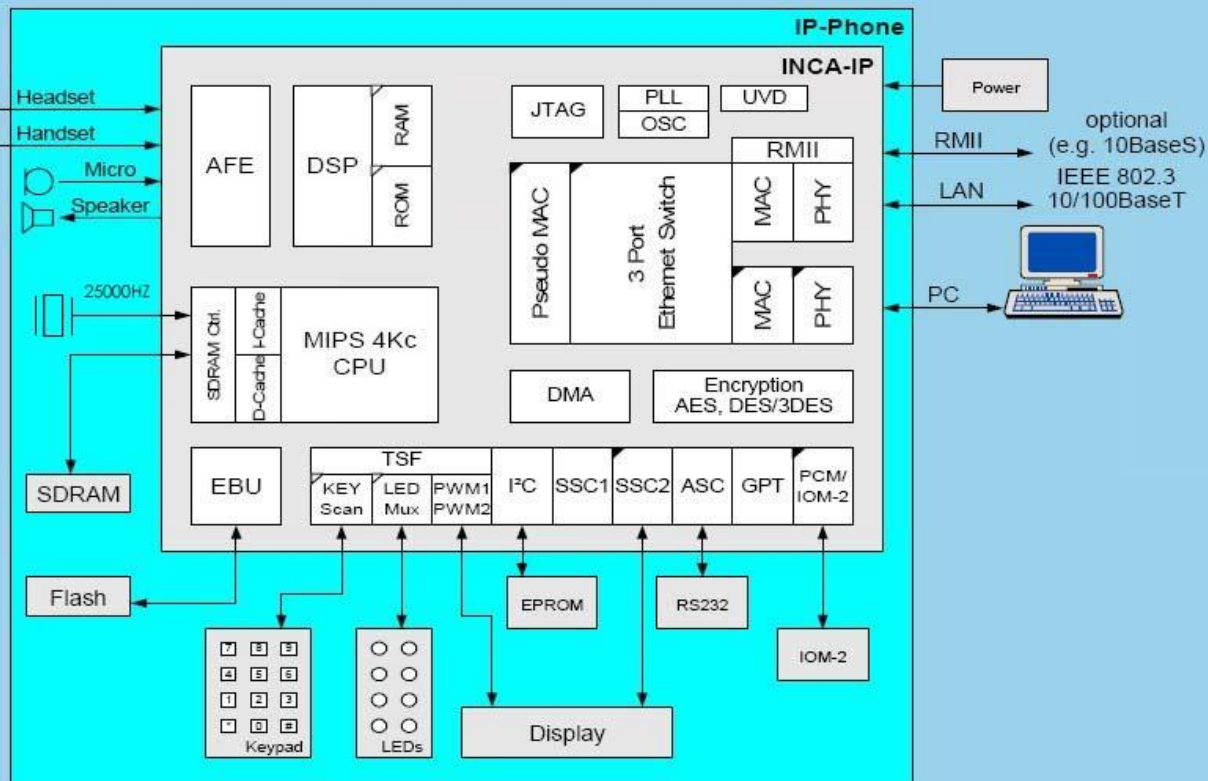 IP-Phone
INCA-IP
Headset
Handset
Micro
Speaker
25000HZ
AFE
DSP
RAM
ROM
JTAG
PLL
OSC
UVD
Power
RMII
optional
(e.g. 10BaseS)
LAN
IEEE 802.3
10/100BaseT
PC
Pseudo MAC
3 Port
Ethernet Switch
RMII
MAC
PHY
MAC
PHY
SDRAM Ctrl.
I-Cache
D-Cache
MIPS 4Kc
CPU
DMA
Encryption
AES, DES/3DES
SDRAM
EBU
TSF
KEY
Scan
LED
Mux
PWM1
PWM2
I²C
SSC1
SSC2
ASC
GPT
PCM/
IOM-2
Flash
EPROM
RS232
IOM-2
7 8 9
4 5 6
1 2 3
* 0 #
Keypad
LEDs
Display